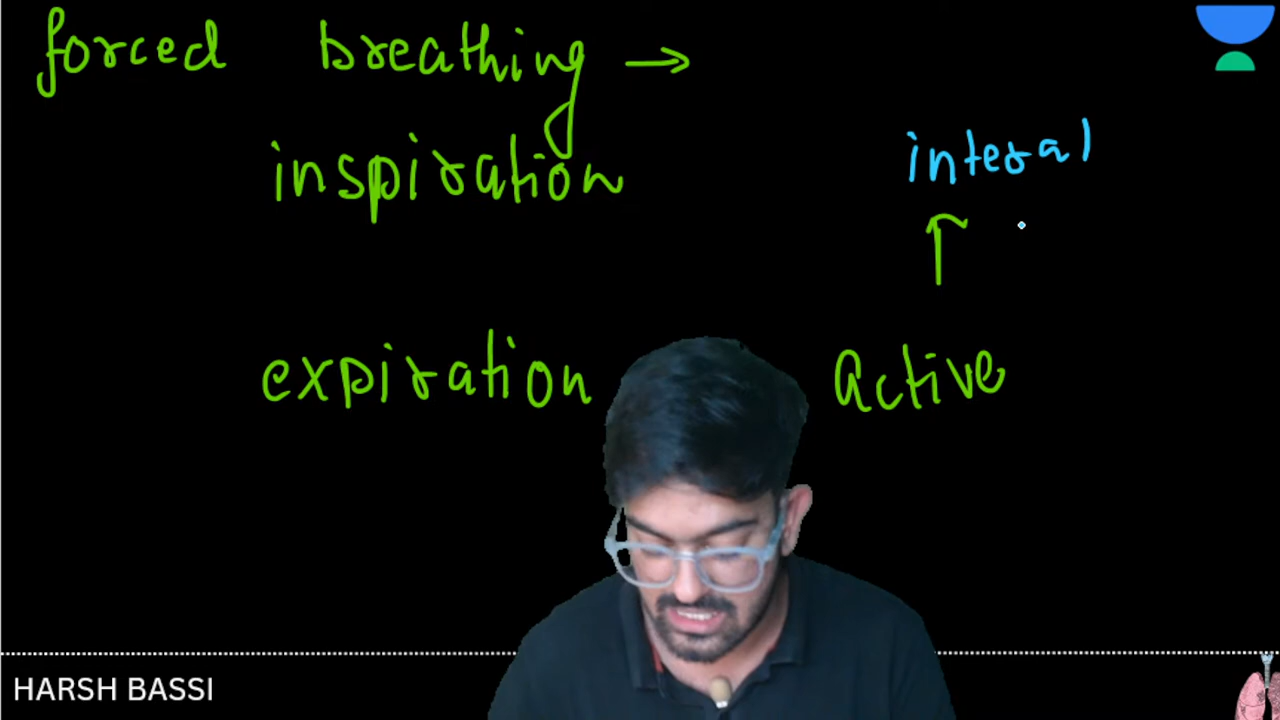 forced breathing →
inspiration
interal
↑
expiration active
HARSH BASSI